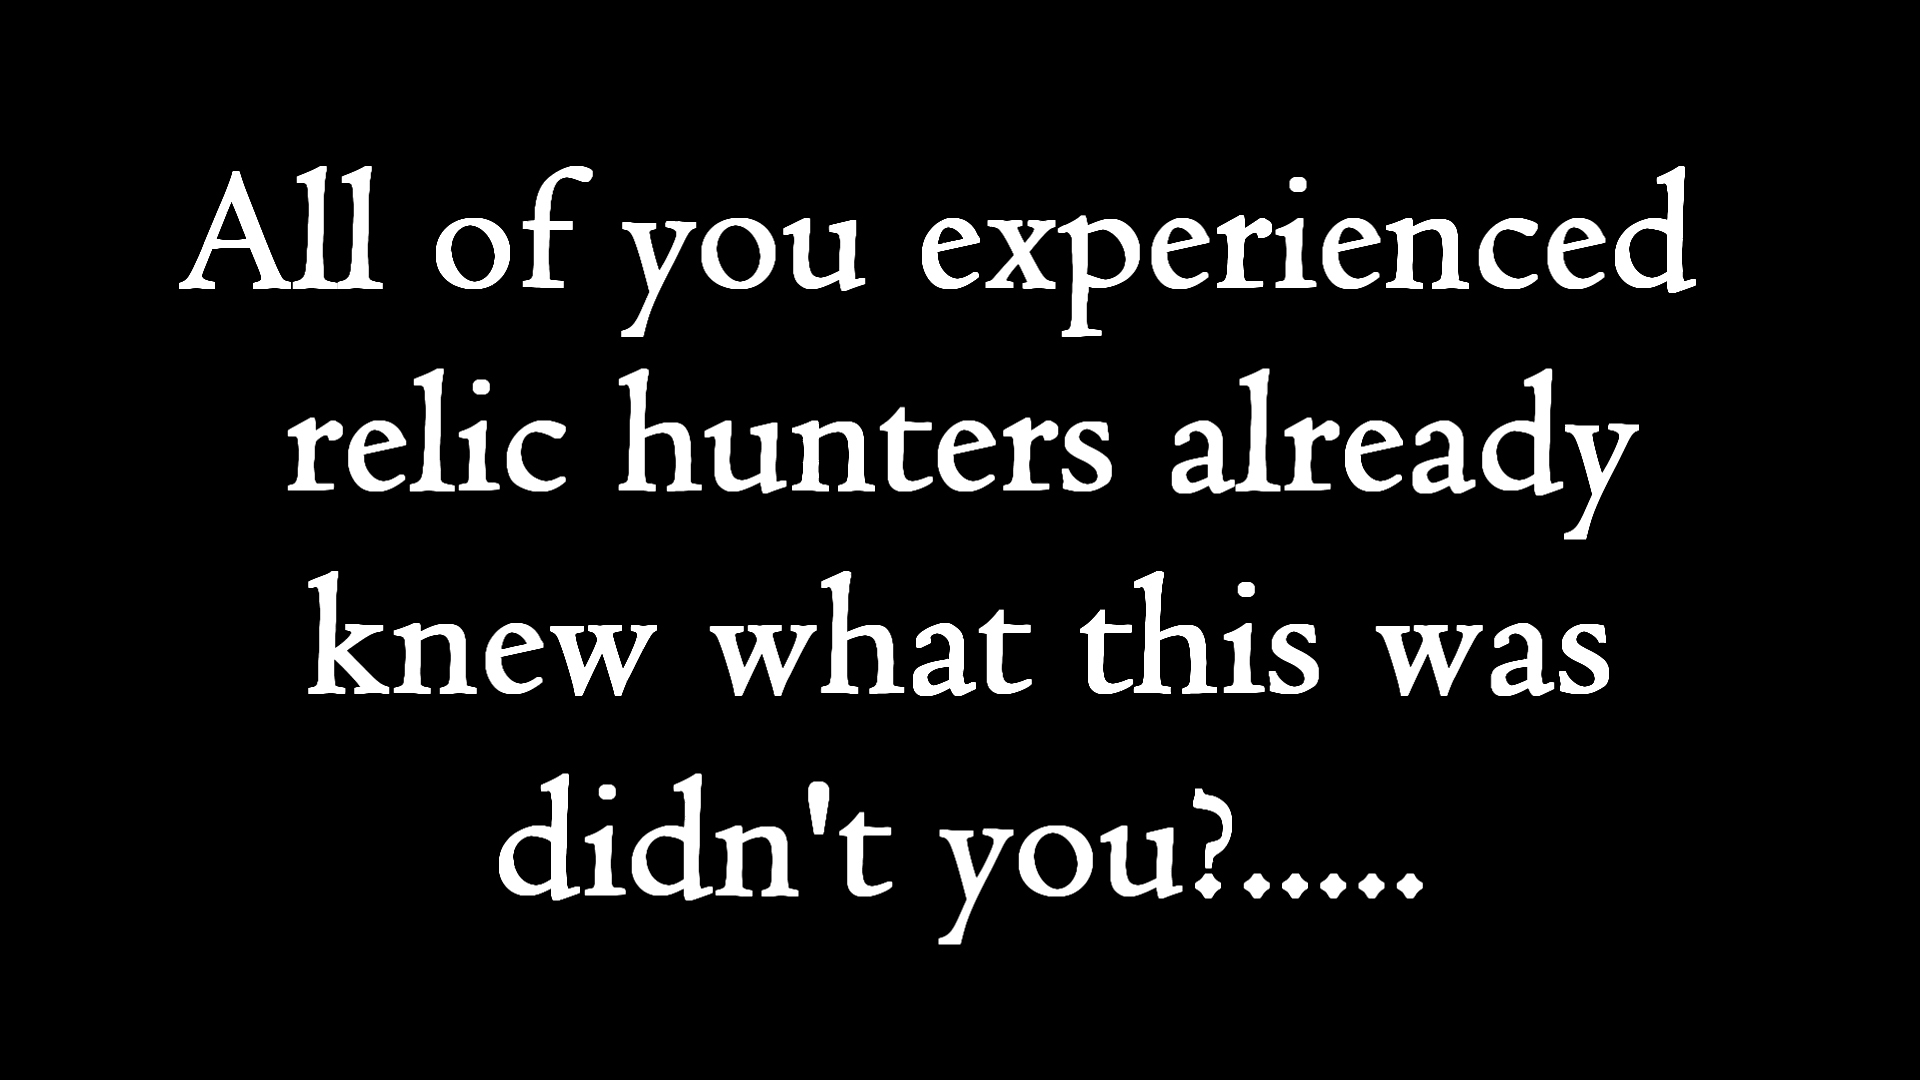 All of you experienced
relic hunters already
knew what this was
didn't you?.....